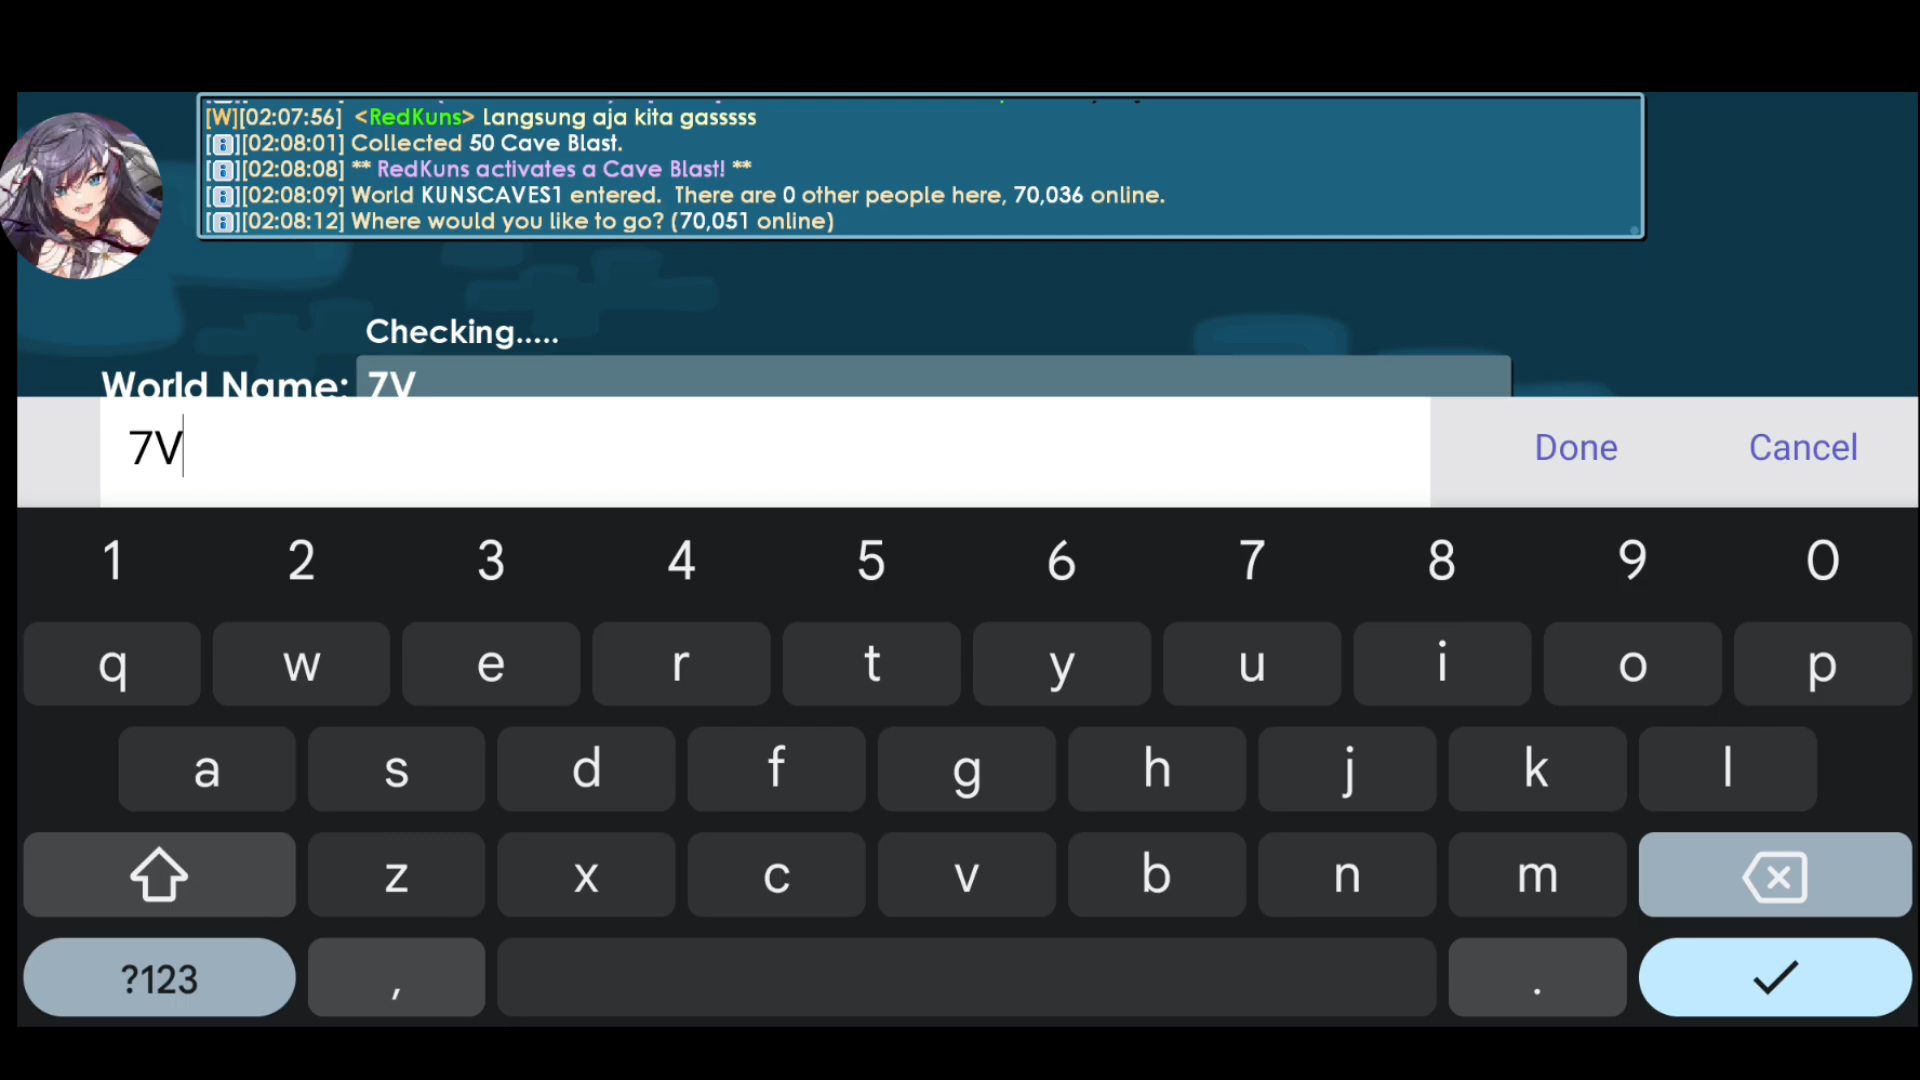 [W][02:07:56] <RedKuns> Langsung aja kita gasssss
[i][02:08:01] Collected 50 Cave Blast.
[i][02:08:08] ** RedKuns activates a Cave Blast! **
[i][02:08:09] World KUNSCAVES1 entered. There are 0 other people here, 70,036 online.
[i][02:08:12] Where would you like to go? (70,051 online)
Checking.....
World Name: 7V
7V Done Cancel
1 2 3 4 5 6 7 8 9 0
q w e r t y u i o p
a s d f g h j k l
z x c v b n m
?123 , .